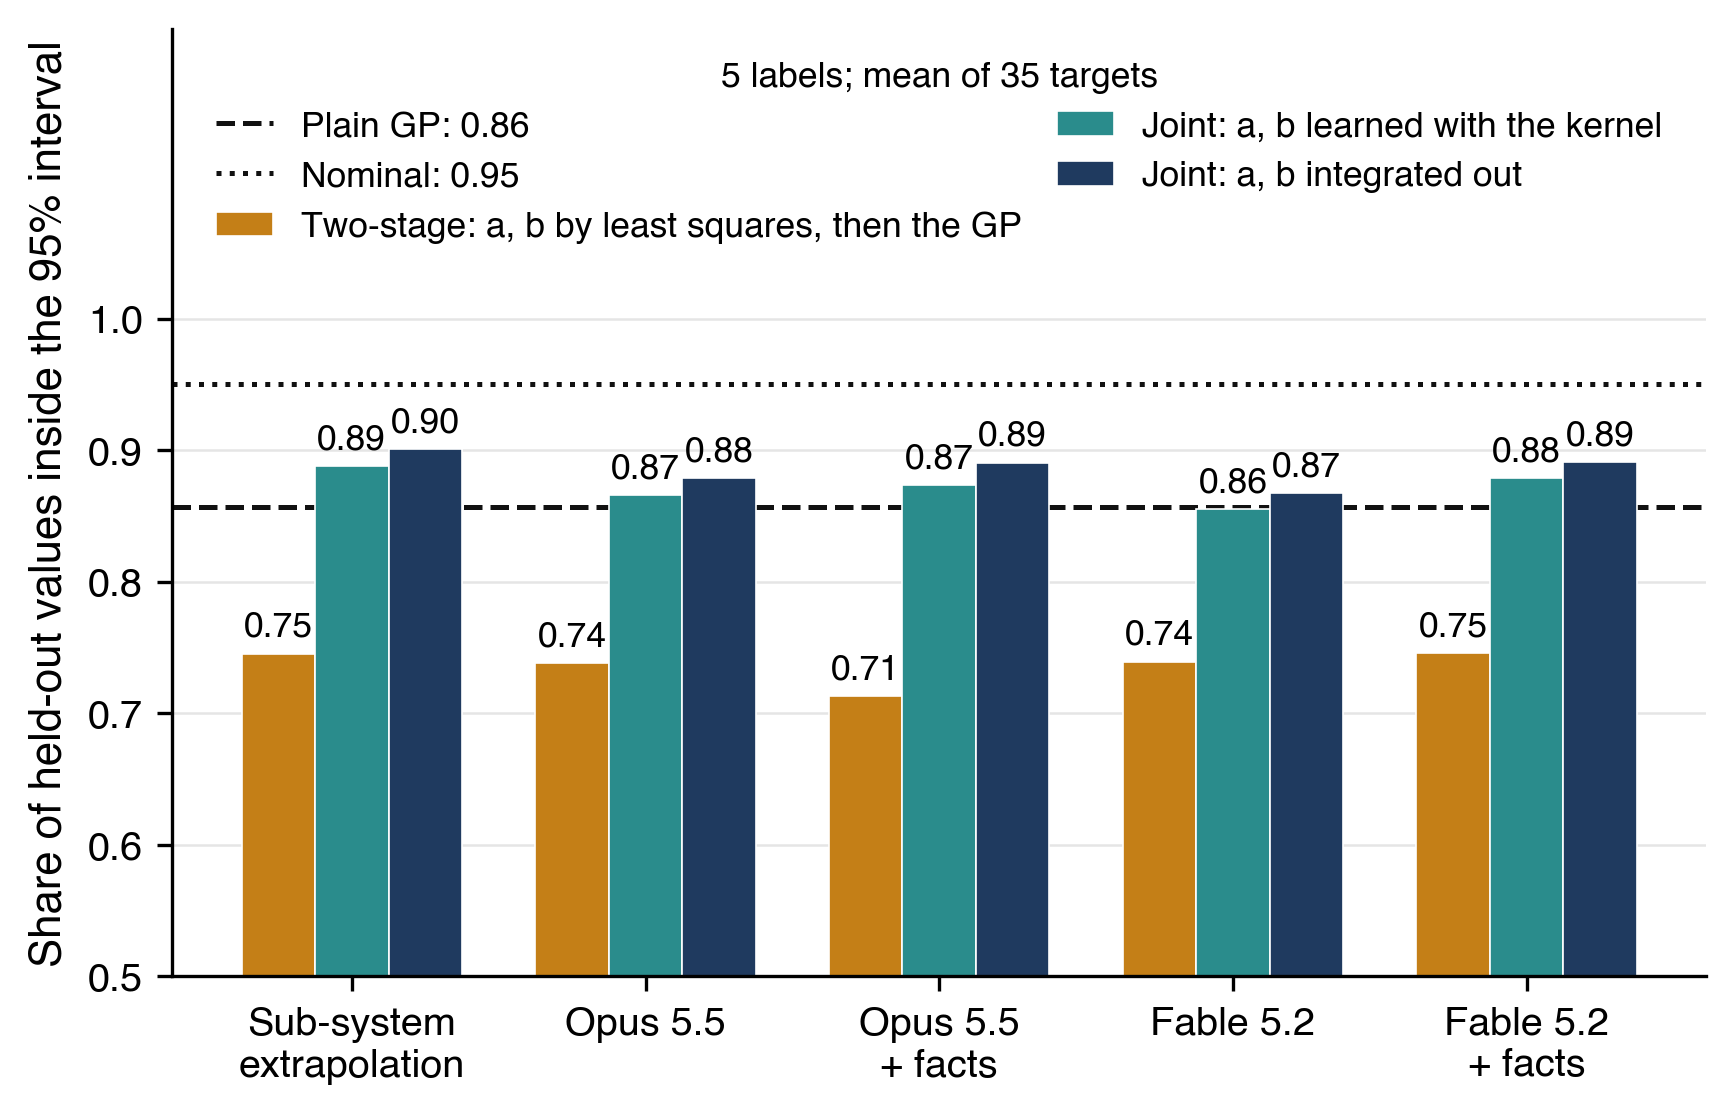 Share of held-out values inside the 95% interval
5 labels; mean of 35 targets
Plain GP: 0.86
Nominal: 0.95
Two-stage: a, b by least squares, then the GP
Joint: a, b learned with the kernel
Joint: a, b integrated out
1.0
0.9
0.8
0.7
0.6
0.5
0.75
0.89
0.90
0.74
0.87
0.88
0.71
0.87
0.89
0.74
0.86
0.87
0.75
0.88
0.89
Sub-system
extrapolation
Opus 5.5
Opus 5.5
+ facts
Fable 5.2
Fable 5.2
+ facts